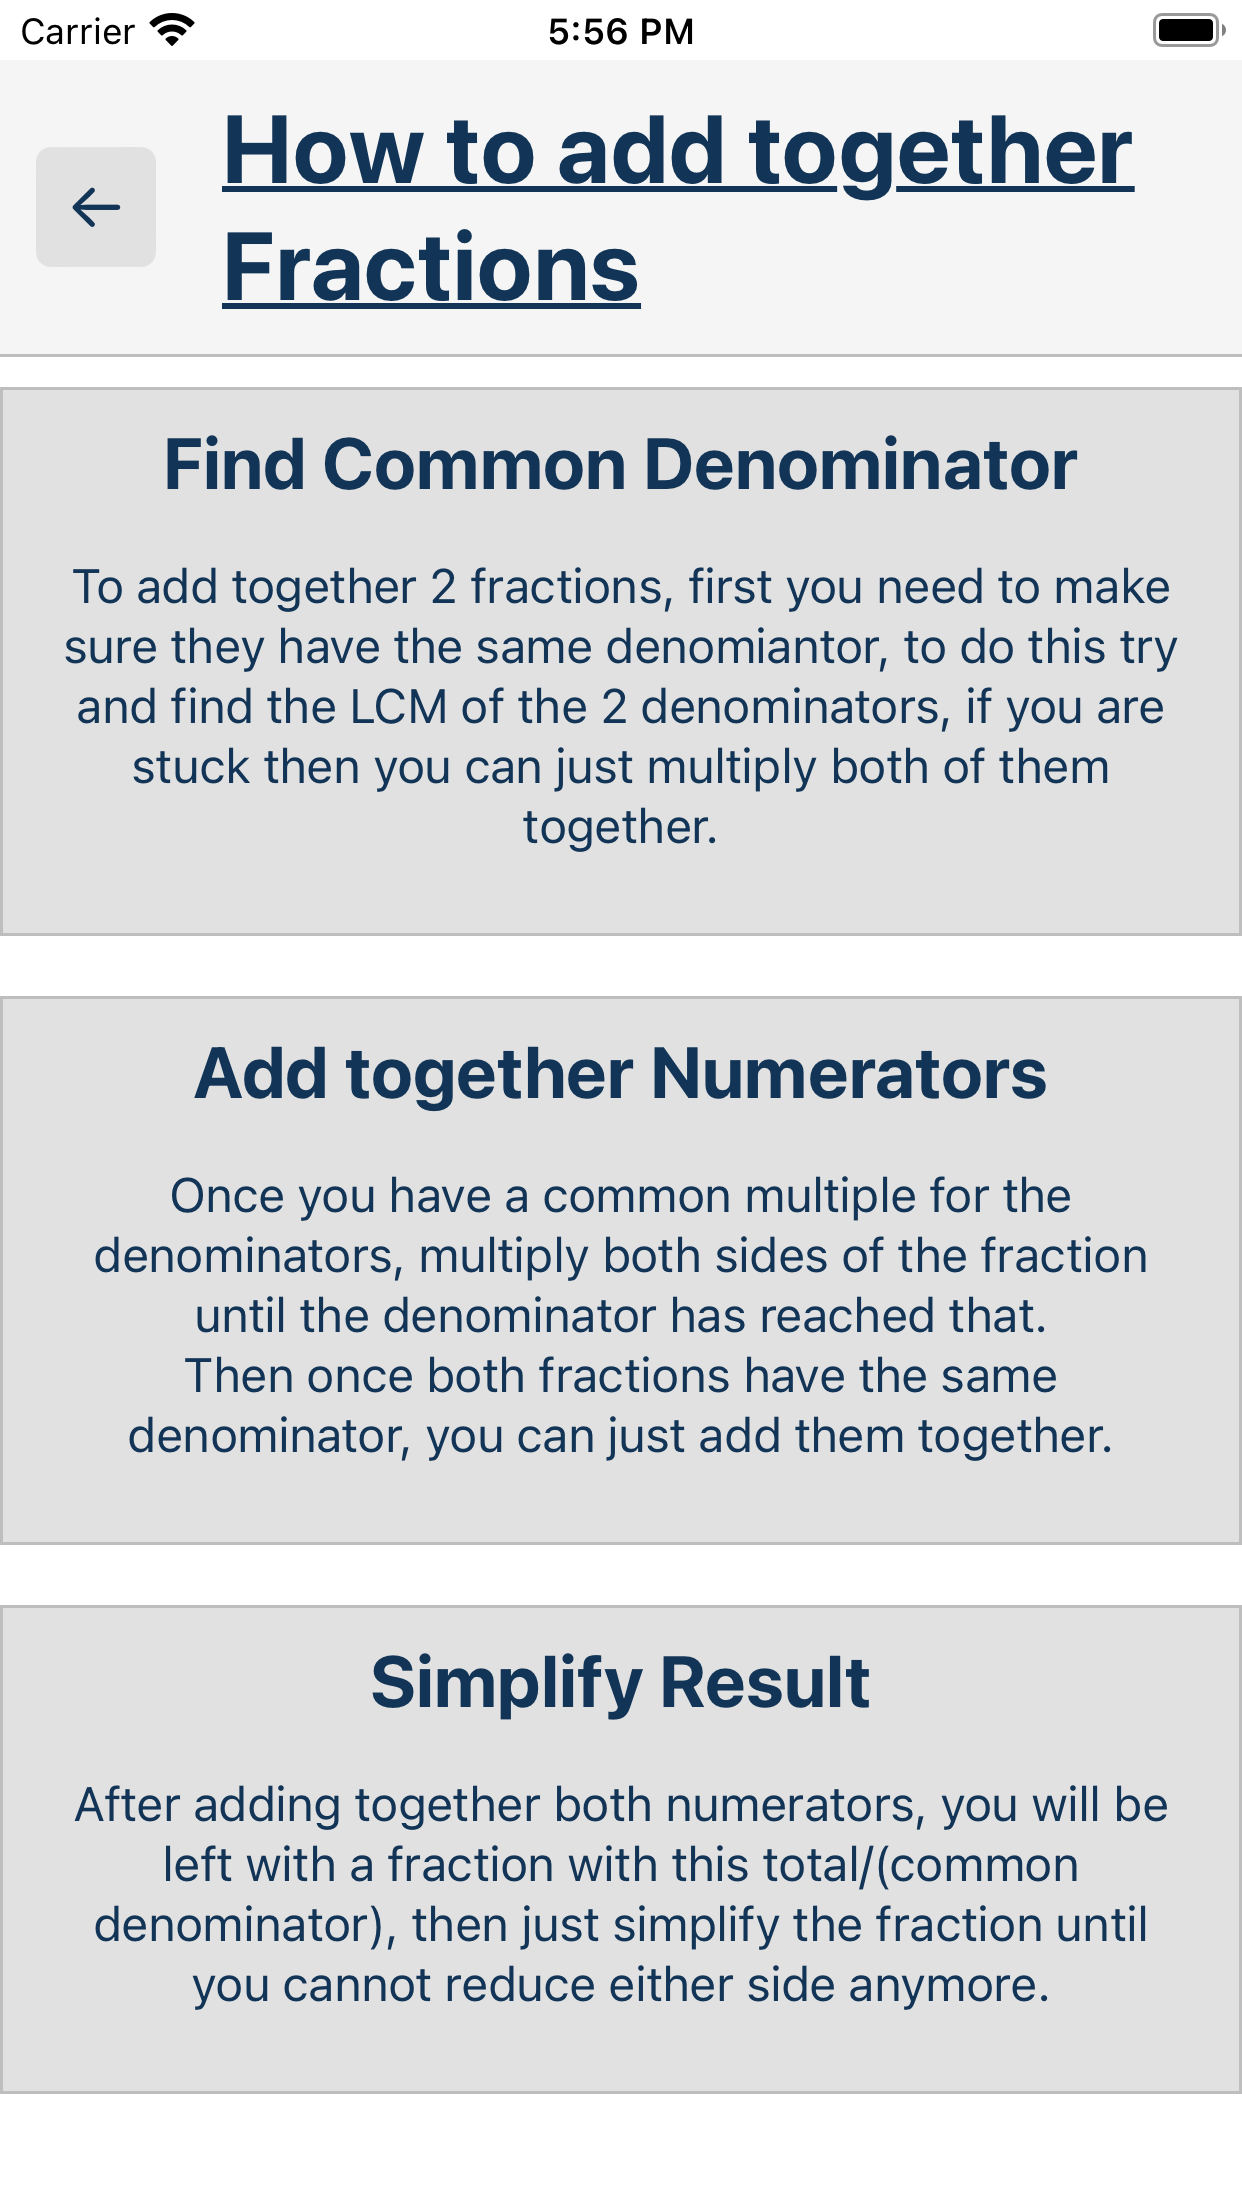 Carrier
5:56 PM
How to add together
Fractions
Find Common Denominator
To add together 2 fractions, first you need to make
sure they have the same denomiantor, to do this try
and find the LCM of the 2 denominators, if you are
stuck then you can just multiply both of them
together.
Add together Numerators
Once you have a common multiple for the
denominators, multiply both sides of the fraction
until the denominator has reached that.
Then once both fractions have the same
denominator, you can just add them together.
Simplify Result
After adding together both numerators, you will be
left with a fraction with this total/(common
denominator), then just simplify the fraction until
you cannot reduce either side anymore.